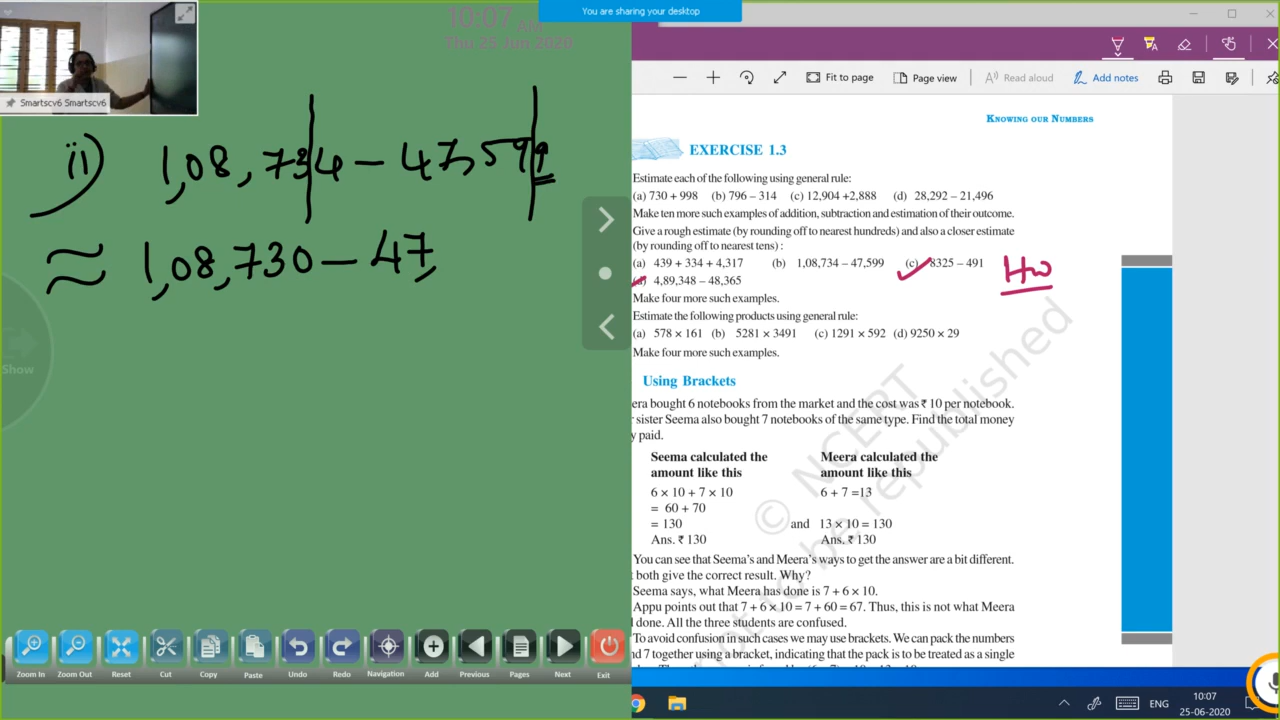 You are sharing your desktop
10:07 AM
Thu 25 Jun 2020
Smartscv6 Smartscv6
ii) 1,08,734 – 47,599
≈ 1,08,730 – 47,
Show
Zoom In Zoom Out Reset Cut Copy Paste Undo Redo Navigation Add Previous Pages Next Exit
Fit to page Page view Read aloud Add notes
KNOWING OUR NUMBERS
EXERCISE 1.3
Estimate each of the following using general rule:
(a) 730 + 998 (b) 796 – 314 (c) 12,904 +2,888 (d) 28,292 – 21,496
Make ten more such examples of addition, subtraction and estimation of their outcome.
Give a rough estimate (by rounding off to nearest hundreds) and also a closer estimate
(by rounding off to nearest tens) :
(a) 439 + 334 + 4,317 (b) 1,08,734 – 47,599 (c) 8325 – 491
HW
(d) 4,89,348 – 48,365
Make four more such examples.
Estimate the following products using general rule:
(a) 578 × 161 (b) 5281 × 3491 (c) 1291 × 592 (d) 9250 × 29
Make four more such examples.
Using Brackets
era bought 6 notebooks from the market and the cost was ₹ 10 per notebook.
sister Seema also bought 7 notebooks of the same type. Find the total money
y paid.
Seema calculated the Meera calculated the
amount like this amount like this
6 × 10 + 7 × 10 6 + 7 =13
= 60 + 70
= 130 and 13 × 10 = 130
Ans. ₹ 130 Ans. ₹ 130
You can see that Seema's and Meera's ways to get the answer are a bit different.
both give the correct result. Why?
Seema says, what Meera has done is 7 + 6 × 10.
Appu points out that 7 + 6 × 10 = 7 + 60 = 67. Thus, this is not what Meera
done. All the three students are confused.
To avoid confusion in such cases we may use brackets. We can pack the numbers
nd 7 together using a bracket, indicating that the pack is to be treated as a single
© NCERT
be republished
ENG
10:07
25-06-2020